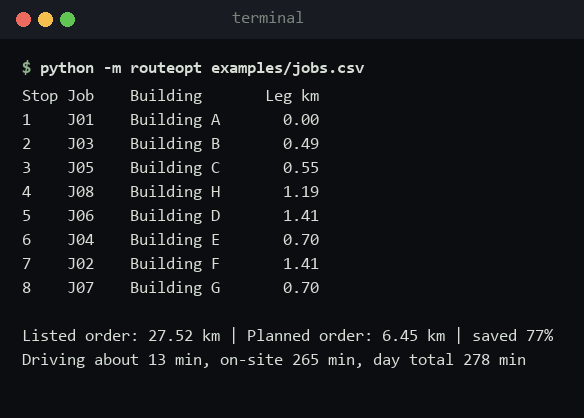 terminal
$ python -m routeopt examples/jobs.csv
Stop Job    Building       Leg km
1    J01    Building A       0.00
2    J03    Building B       0.49
3    J05    Building C       0.55
4    J08    Building H       1.19
5    J06    Building D       1.41
6    J04    Building E       0.70
7    J02    Building F       1.41
8    J07    Building G       0.70
Listed order: 27.52 km | Planned order: 6.45 km | saved 77%
Driving about 13 min, on-site 265 min, day total 278 min